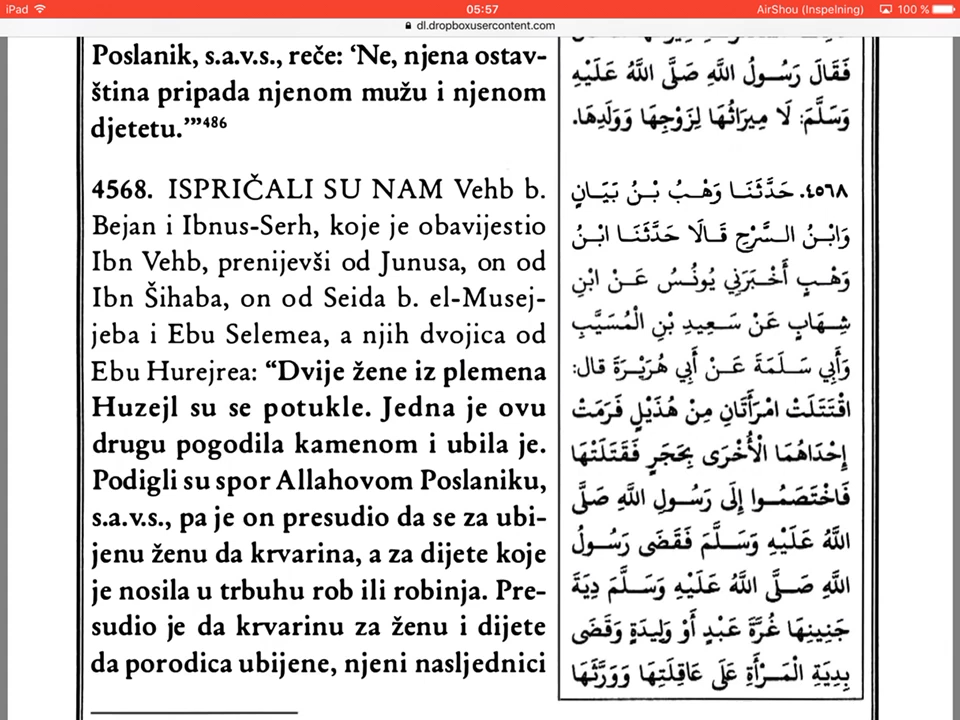 iPad 05:57 AirShou (Inspelning) 100 %
dl.dropboxusercontent.com
Poslanik, s.a.v.s., reče: ‘Ne, njena ostav-
ština pripada njenom mužu i njenom
djetetu.’”486
4568. ISPRIČALI SU NAM Vehb b.
Bejan i Ibnus-Serh, koje je obavijestio
Ibn Vehb, prenijevši od Junusa, on od
Ibn Šihaba, on od Seida b. el-Musej-
jeba i Ebu Selemea, a njih dvojica od
Ebu Hurejrea: “Dvije žene iz plemena
Huzejl su se potukle. Jedna je ovu
drugu pogodila kamenom i ubila je.
Podigli su spor Allahovom Poslaniku,
s.a.v.s., pa je on presudio da se za ubi-
jenu ženu da krvarina, a za dijete koje
je nosila u trbuhu rob ili robinja. Pre-
sudio je da krvarinu za ženu i dijete
da porodica ubijene, njeni nasljednici
فَقَالَ رَسُولُ اللَّهِ صَلَّى اللَّهُ عَلَيْهِ
وَسَلَّمَ: لَا مِيرَاثُهَا لِزَوْجِهَا وَوَلَدِهَا.
٤٥٦٨. حَدَّثَنَا وَهْبُ بْنُ بَيَانٍ
وَابْنُ السَّرْحِ قَالَا حَدَّثَنَا ابْنُ
وَهْبٍ أَخْبَرَنِي يُونُسُ عَنْ ابْنِ
شِهَابٍ عَنْ سَعِيدِ بْنِ الْمُسَيَّبِ
وَأَبِي سَلَمَةَ عَنْ أَبِي هُرَيْرَةَ قال:
اقْتَتَلَتْ امْرَأَتَانِ مِنْ هُذَيْلٍ فَرَمَتْ
إِحْدَاهُمَا الْأُخْرَى بِحَجَرٍ فَقَتَلَتْهَا
فَاخْتَصَمُوا إِلَى رَسُولِ اللَّهِ صَلَّى
اللَّهُ عَلَيْهِ وَسَلَّمَ فَقَضَى رَسُولُ
اللَّهِ صَلَّى اللَّهُ عَلَيْهِ وَسَلَّمَ دِيَةَ
جَنِينِهَا غُرَّةَ عَبْدٍ أَوْ وَلِيدَةٍ وَقَضَى
بِدِيَةِ الْمَرْأَةِ عَلَى عَاقِلَتِهَا وَوَرَّثَهَا